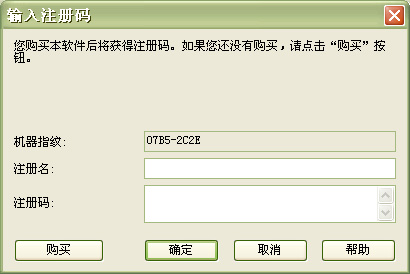 输入注册码
您购买本软件后将获得注册码。如果您还没有购买，请点击“购买”按
钮。
机器指纹: 07B5-2C2E
注册名:
注册码:
购买 确定 取消 帮助